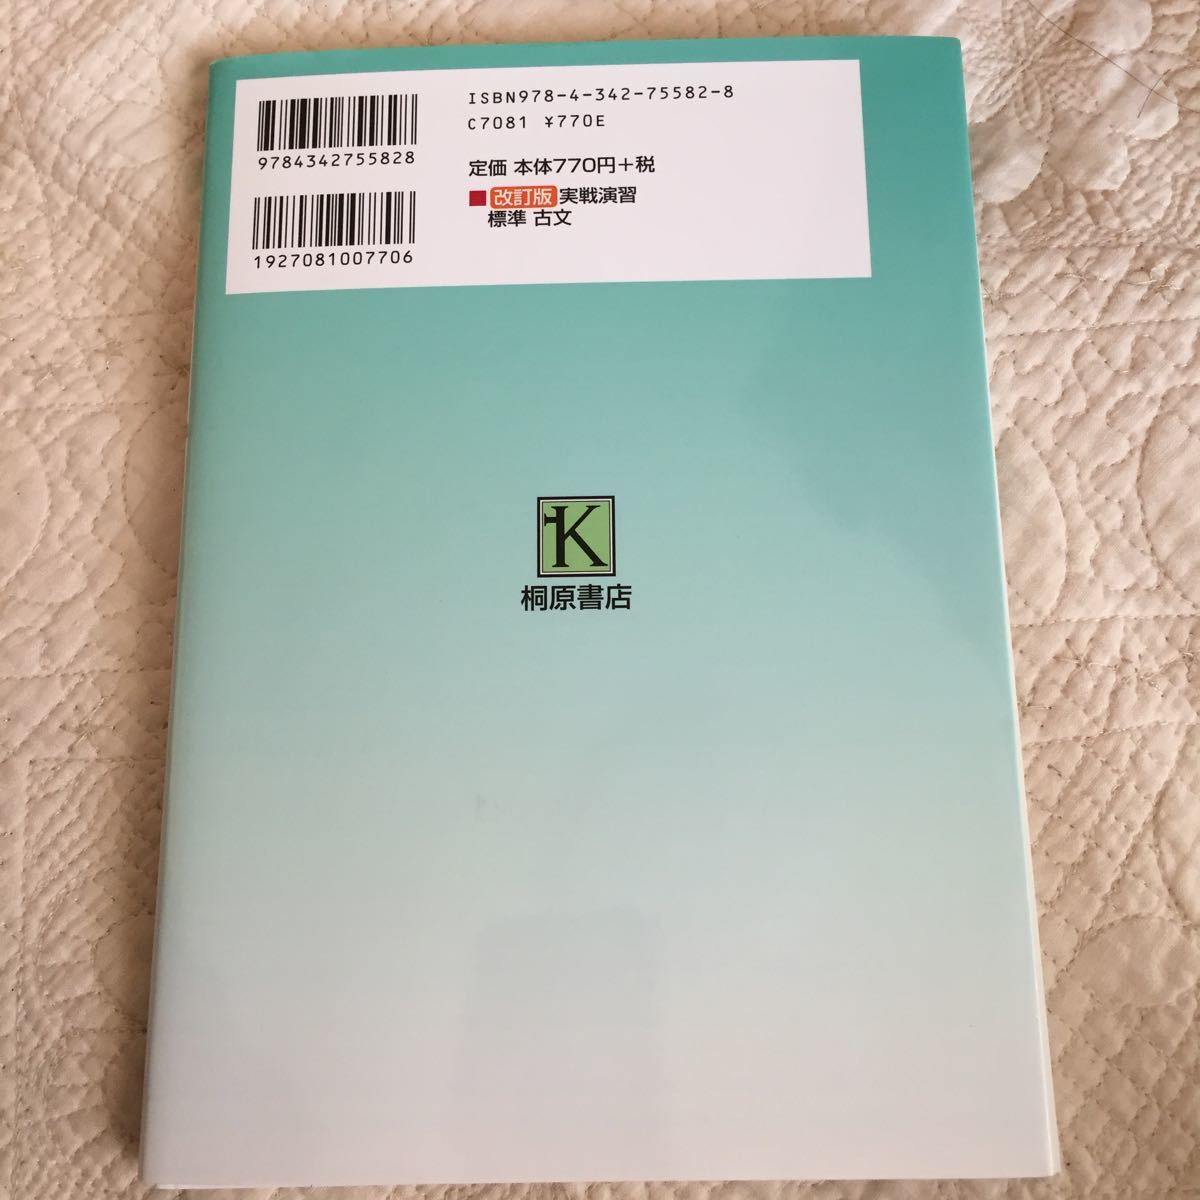 ISBN978-4-342-75582-8
C7081 ¥770E
9784342755828
定価 本体770円+税
改訂版 実戦演習
標準 古文
1927081007706
K
桐原書店